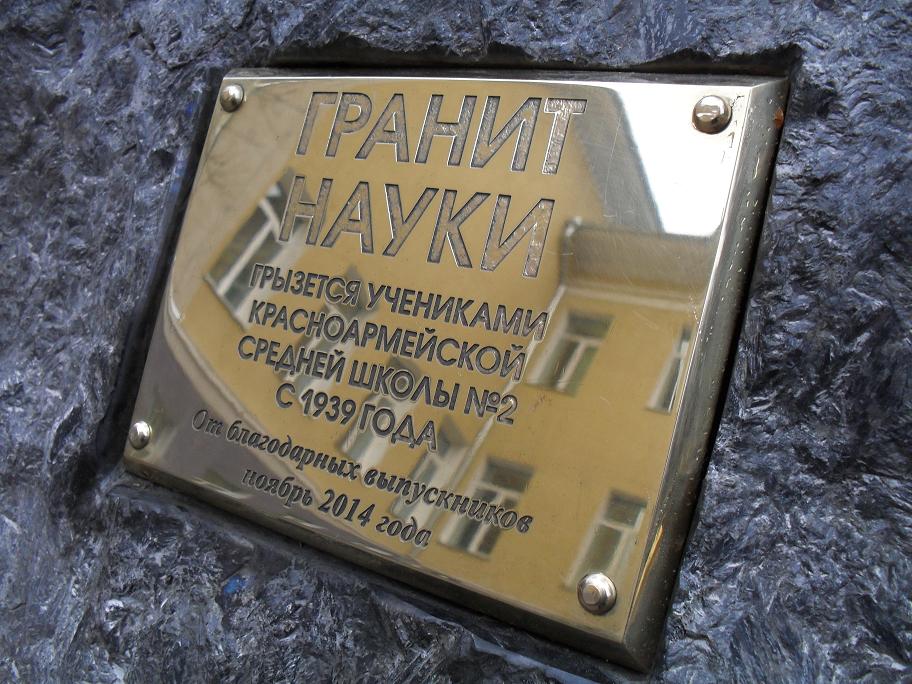 ГРАНИТ
НАУКИ
ГРЫЗЕТСЯ УЧЕНИКАМИ
КРАСНОАРМЕЙСКОЙ
СРЕДНЕЙ ШКОЛЫ №2
С 1939 ГОДА
От благодарных выпускников
ноябрь 2014 года